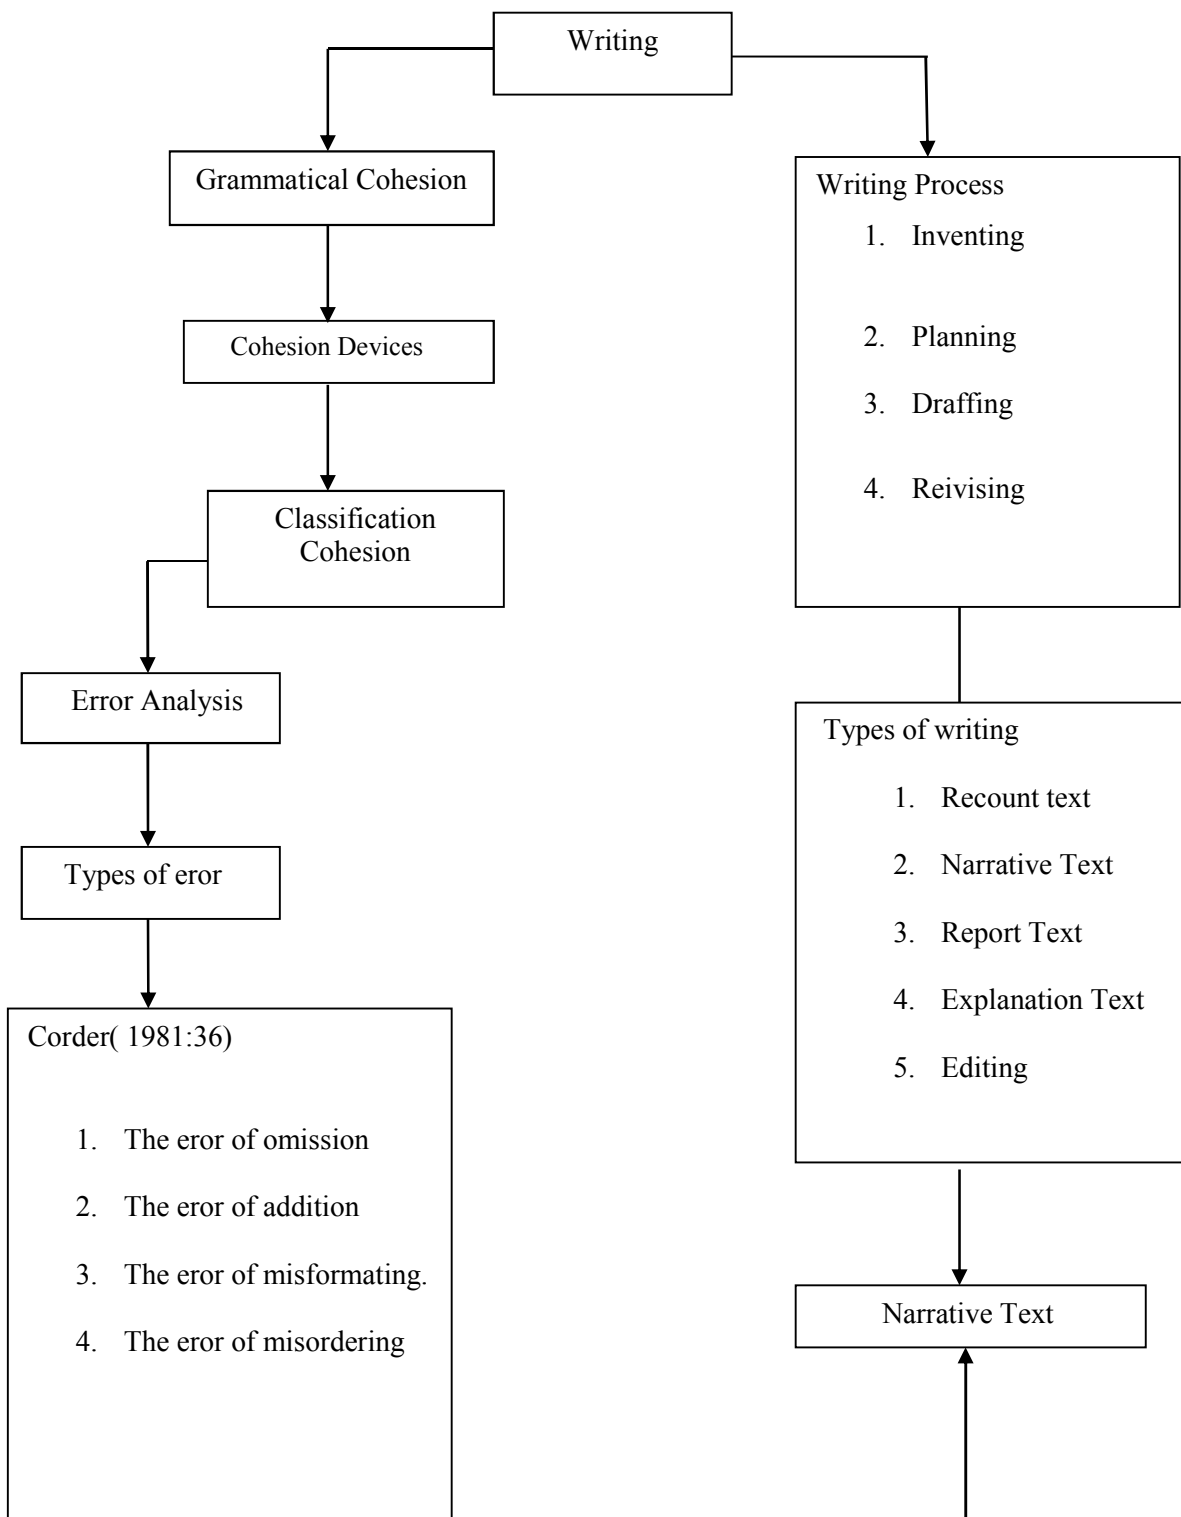 Writing
Grammatical Cohesion
Cohesion Devices
Classification
Cohesion
Error Analysis
Types of eror
Corder( 1981:36)
1. The eror of omission
2. The eror of addition
3. The eror of misformating.
4. The eror of misordering
Writing Process
1. Inventing
2. Planning
3. Draffing
4. Reivising
Types of writing
1. Recount text
2. Narrative Text
3. Report Text
4. Explanation Text
5. Editing
Narrative Text